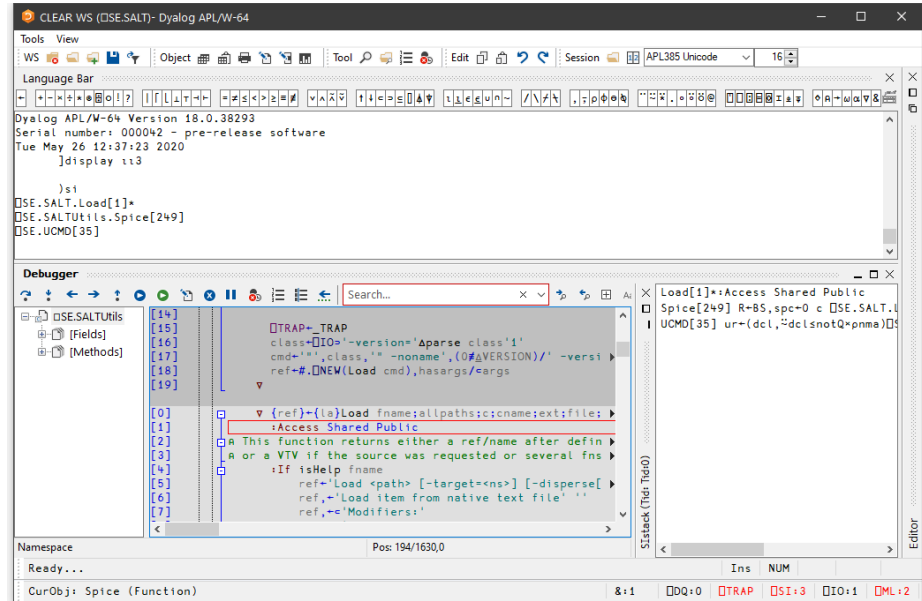 CLEAR WS (⎕SE.SALT)- Dyalog APL/W-64
Tools View
WS Object Tool Edit Session APL385 Unicode 16
Language Bar
Dyalog APL/W-64 Version 18.0.38293
Serial number: 000042 - pre-release software
Tue May 26 12:37:23 2020
]display ⍳⍳3
)si
⎕SE.SALT.Load[1]*
⎕SE.SALTUtils.Spice[249]
⎕SE.UCMD[35]
Debugger
Search...
⎕SE.SALTUtils
[Fields]
[Methods]
[14]
[15] ⎕TRAP←_TRAP
[16] class←⎕IO⊃'-version='∆parse class'1'
[17] cmd←'"',class,'" -noname',(0≢∆VERSION)/' -versi
[18] ref←#.⎕NEW(Load cmd),hasargs/⊂args
[19] ∇
[0] ∇ {ref}←{la}Load fname;allpaths;c;cname;ext;file;
[1] :Access Shared Public
[2] ⍝ This function returns either a ref/name after defin
[3] ⍝ or a VTV if the source was requested or several fns
[4] :If isHelp fname
[5] ref←'Load <path> [-target=<ns>] [-disperse[
[6] ref,←'Load item from native text file' ''
[7] ref,←⊂'Modifiers:'
Load[1]*:Access Shared Public
Spice[249] R←BS,spc←0 c ⎕SE.SALT.L
UCMD[35] ur←(dcl,⍨dclsnotQ×pnma)⎕S
SIstack (Tid: Tid:0)
Editor
Namespace Pos: 194/1630,0
Ready... Ins NUM
CurObj: Spice (Function) &:1 ⎕DQ:0 ⎕TRAP ⎕SI:3 ⎕IO:1 ⎕ML:2